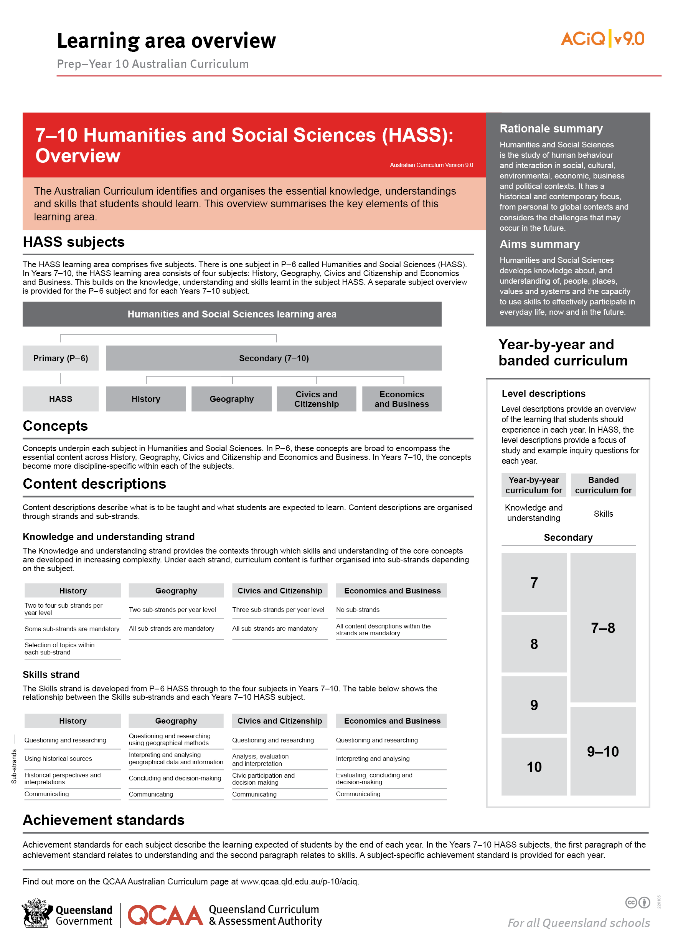 Learning area overview
Prep–Year 10 Australian Curriculum
ACiQ v9.0
7–10 Humanities and Social Sciences (HASS):
Overview
Australian Curriculum Version 9.0
The Australian Curriculum identifies and organises the essential knowledge, understandings
and skills that students should learn. This overview summarises the key elements of this
learning area.
HASS subjects
The HASS learning area comprises five subjects. There is one subject in P–6 called Humanities and Social Sciences (HASS).
In Years 7–10, the HASS learning area consists of four subjects: History, Geography, Civics and Citizenship and Economics
and Business. This builds on the knowledge, understanding and skills learnt in the subject HASS. A separate subject overview
is provided for the P–6 subject and for each Years 7–10 subject.
Humanities and Social Sciences learning area
Primary (P–6)
Secondary (7–10)
HASS
History
Geography
Civics and
Citizenship
Economics
and Business
Concepts
Concepts underpin each subject in Humanities and Social Sciences. In P–6, these concepts are broad to encompass the
essential content across History, Geography, Civics and Citizenship and Economics and Business. In Years 7–10, the concepts
become more discipline-specific within each of the subjects.
Content descriptions
Content descriptions describe what is to be taught and what students are expected to learn. Content descriptions are organised
through strands and sub-strands.
Knowledge and understanding strand
The Knowledge and understanding strand provides the contexts through which skills and understanding of the core concepts
are developed in increasing complexity. Under each strand, curriculum content is further organised into sub-strands depending
on the subject.
History Geography Civics and Citizenship Economics and Business
Two to four sub-strands per
year level
Two sub-strands per year level
Three sub-strands per year level
No sub-strands
Some sub-strands are mandatory
All sub-strands are mandatory
All sub-strands are mandatory
All content descriptions within the
strands are mandatory
Selection of topics within
each sub-strand
Skills strand
The Skills strand is developed from P–6 HASS through to the four subjects in Years 7–10. The table below shows the
relationship between the Skills sub-strands and each Years 7–10 HASS subject.
Sub-strands
History Geography Civics and Citizenship Economics and Business
Questioning and researching
Questioning and researching
using geographical methods
Questioning and researching
Questioning and researching
Using historical sources
Interpreting and analysing
geographical data and information
Analysis, evaluation
and interpretation
Interpreting and analysing
Historical perspectives and
interpretations
Concluding and decision-making
Civic participation and
decision-making
Evaluating, concluding and
decision-making
Communicating
Communicating
Communicating
Communicating
Rationale summary
Humanities and Social Sciences
is the study of human behaviour
and interaction in social, cultural,
environmental, economic, business
and political contexts. It has a
historical and contemporary focus,
from personal to global contexts and
considers the challenges that may
occur in the future.
Aims summary
Humanities and Social Sciences
develops knowledge about, and
understanding of, people, places,
values and systems and the capacity
to use skills to effectively participate in
everyday life, now and in the future.
Year-by-year and
banded curriculum
Level descriptions
Level descriptions provide an overview
of the learning that students should
experience in each year. In HASS, the
level descriptions provide a focus of
study and example inquiry questions for
each year.
Year-by-year
curriculum for
Banded
curriculum for
Knowledge and
understanding
Skills
Secondary
7
8
9
10
7–8
9–10
Achievement standards
Achievement standards for each subject describe the learning expected of students by the end of each year. In the Years 7–10 HASS subjects, the first paragraph of the
achievement standard relates to understanding and the second paragraph relates to skills. A subject-specific achievement standard is provided for each year.
Find out more on the QCAA Australian Curriculum page at www.qcaa.qld.edu.au/p-10/aciq.
Queensland
Government
QCAA
Queensland Curriculum
& Assessment Authority
For all Queensland schools